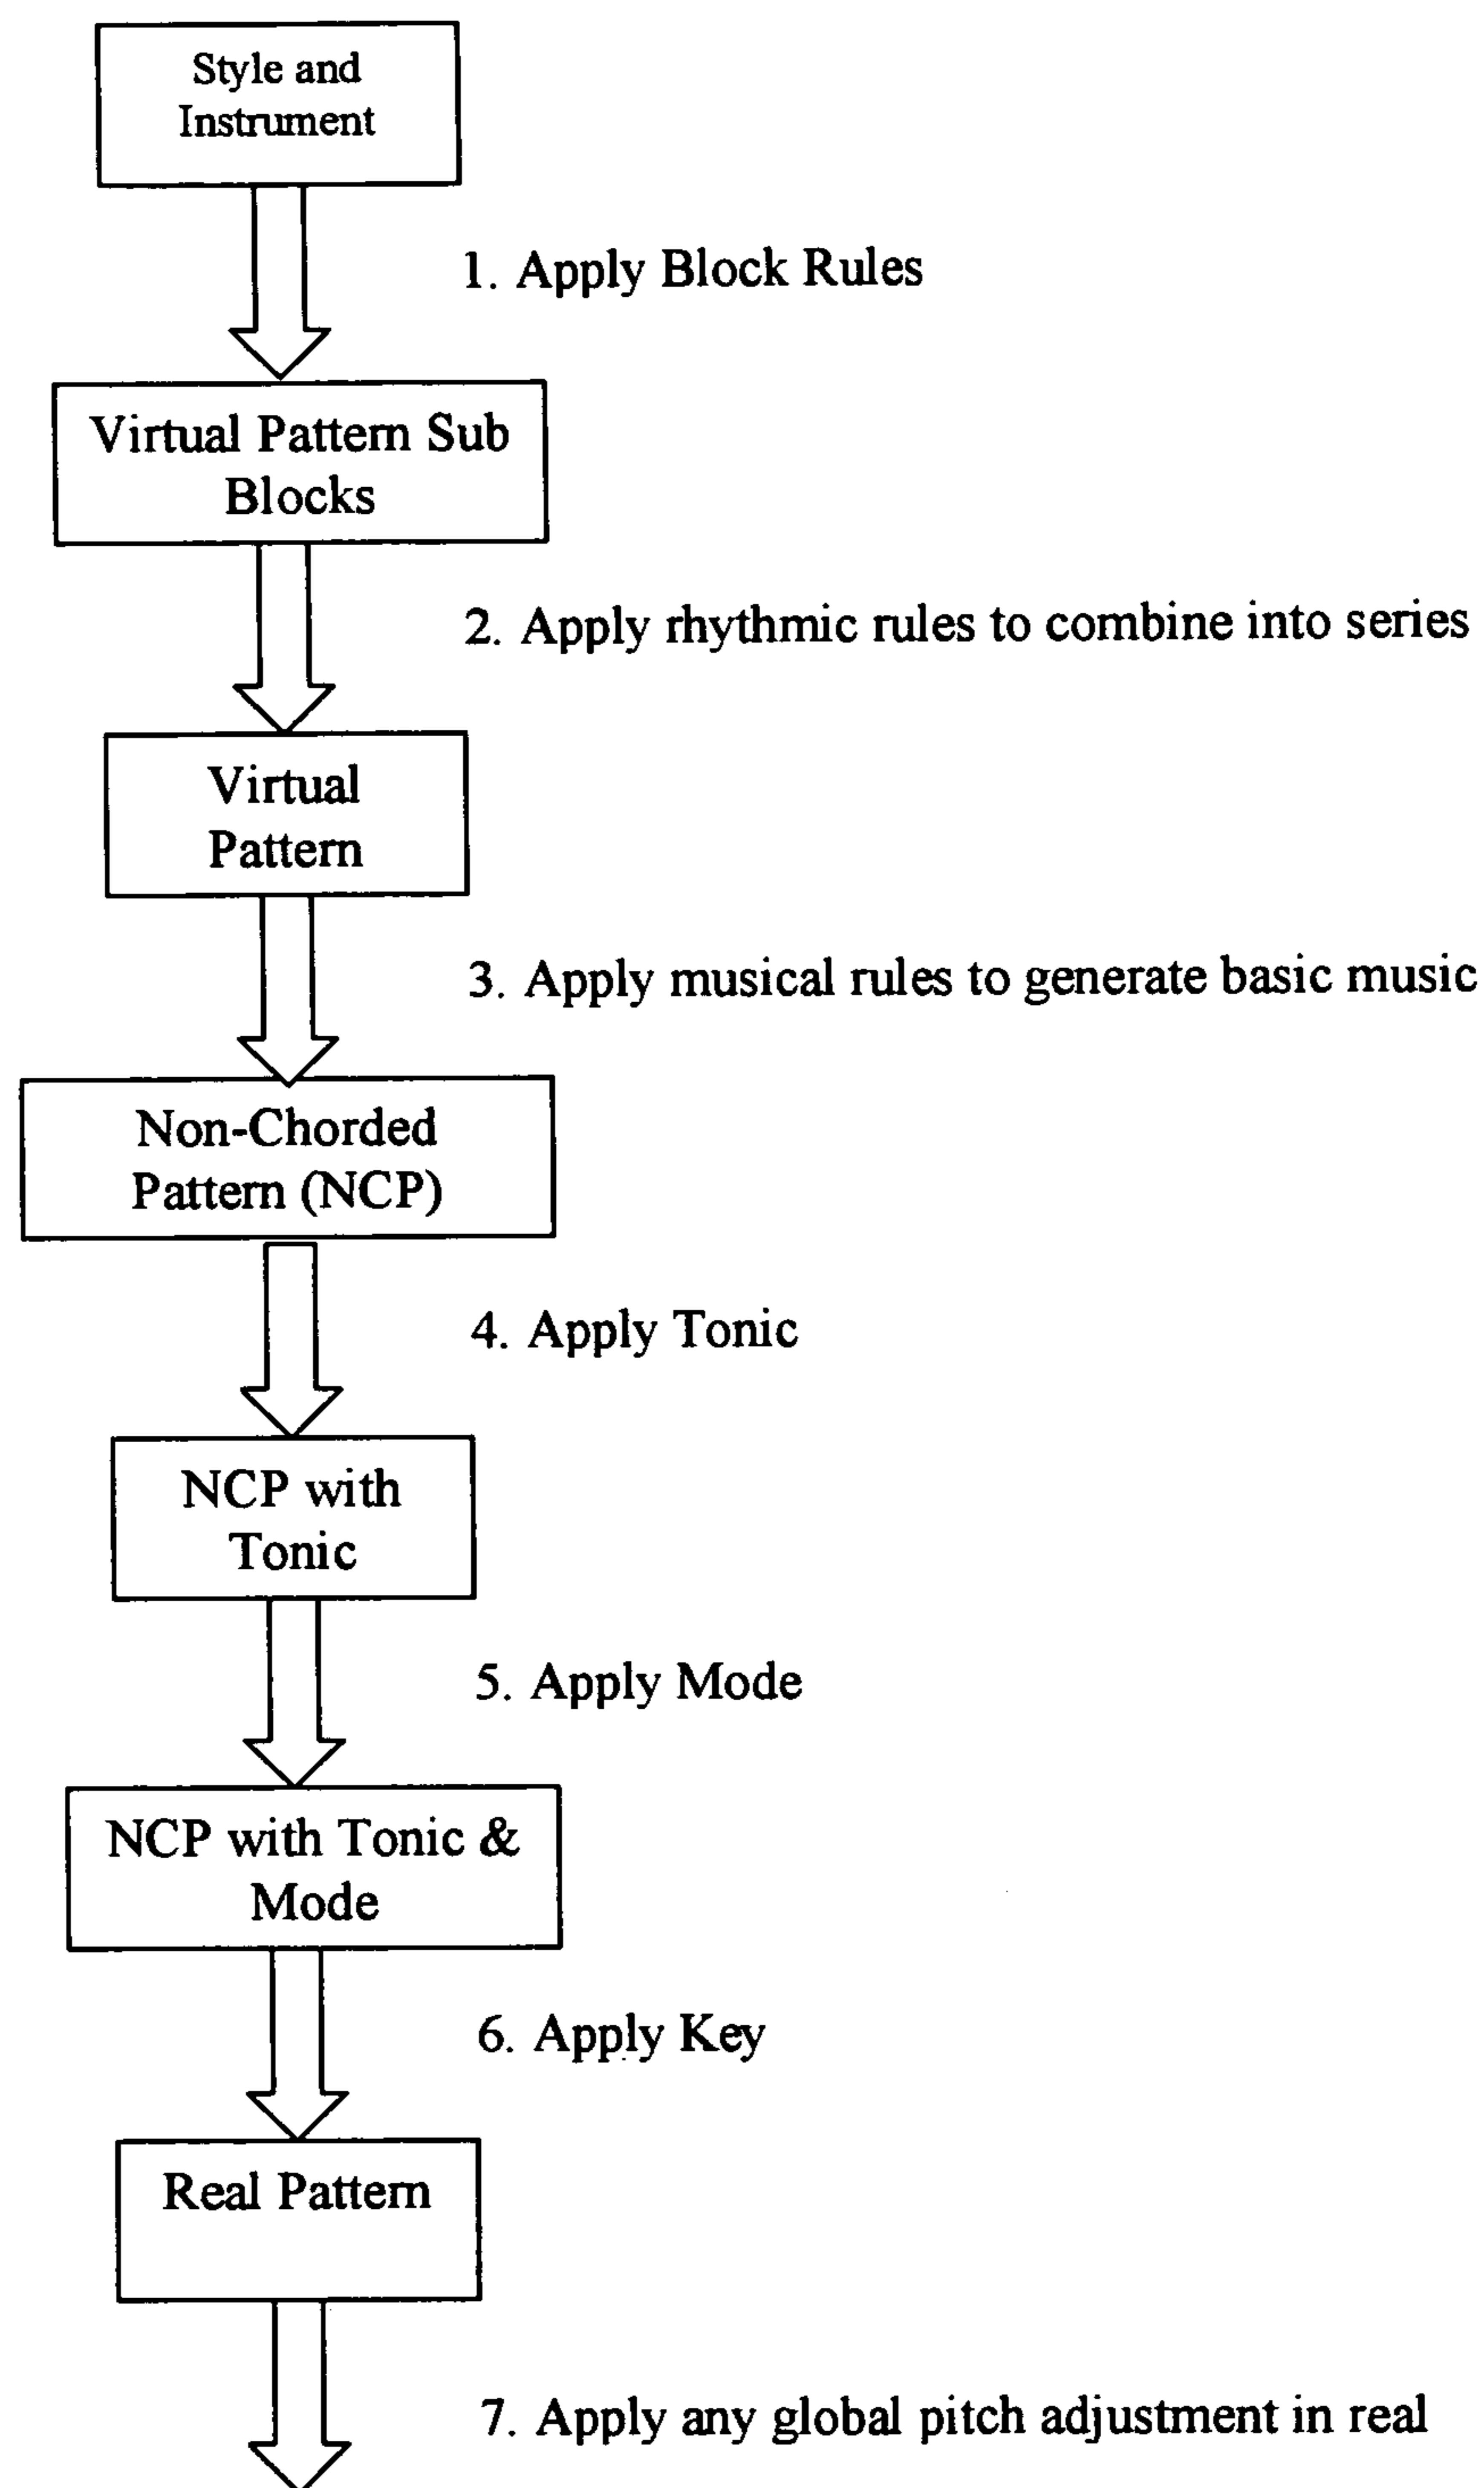 Style and
Instrument
1. Apply Block Rules
Virtual Pattern Sub
Blocks
2. Apply rhythmic rules to combine into series
Virtual
Pattern
3. Apply musical rules to generate basic music
Non-Chorded
Pattern (NCP)
4. Apply Tonic
NCP with
Tonic
5. Apply Mode
NCP with Tonic &
Mode
6. Apply Key
Real Pattern
7. Apply any global pitch adjustment in real